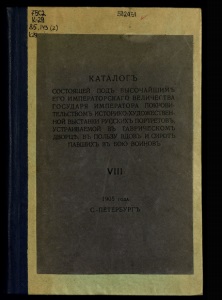 КАТАЛОГЪ
СОСТОЯЩЕЙ ПОДЪ ВЫСОЧАЙШИМЪ
ЕГО ИМПЕРАТОРСКАГО ВЕЛИЧЕСТВА
ГОСУДАРЯ ИМПЕРАТОРА ПОКРОВИ-
ТЕЛЬСТВОМЪ ИСТОРИКО-ХУДОЖЕСТВЕН-
НОЙ ВЫСТАВКИ РУССКИХЪ ПОРТРЕТОВЪ,
УСТРАИВАЕМОЙ ВЪ ТАВРИЧЕСКОМЪ
ДВОРЦѢ, ВЪ ПОЛЬЗУ ВДОВЪ И СИРОТЪ
ПАВШИХЪ ВЪ БОЮ ВОИНОВЪ
VIII
1905 годъ
С.-ПЕТЕРБУРГЪ